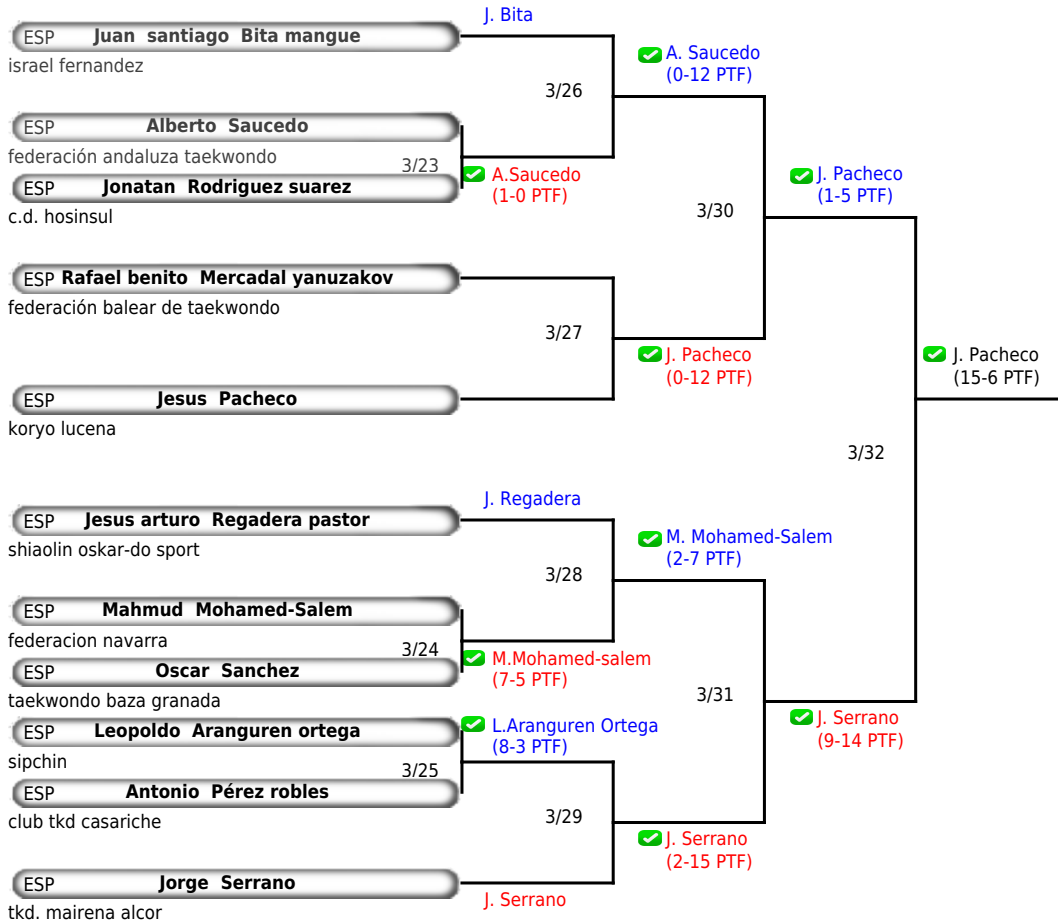 J. Bita
ESP Juan santiago Bita mangue
israel fernandez
A. Saucedo
(0-12 PTF)
3/26
ESP Alberto Saucedo
federación andaluza taekwondo
3/23
A.Saucedo
(1-0 PTF)
ESP Jonatan Rodriguez suarez
c.d. hosinsul
J. Pacheco
(1-5 PTF)
3/30
ESP Rafael benito Mercadal yanuzakov
federación balear de taekwondo
3/27
J. Pacheco
(0-12 PTF)
J. Pacheco
(15-6 PTF)
ESP Jesus Pacheco
koryo lucena
3/32
J. Regadera
ESP Jesus arturo Regadera pastor
shiaolin oskar-do sport
M. Mohamed-Salem
(2-7 PTF)
3/28
ESP Mahmud Mohamed-Salem
federacion navarra
3/24
M.Mohamed-salem
(7-5 PTF)
ESP Oscar Sanchez
taekwondo baza granada
3/31
J. Serrano
(9-14 PTF)
L.Aranguren Ortega
(8-3 PTF)
ESP Leopoldo Aranguren ortega
sipchin
3/25
ESP Antonio Pérez robles
club tkd casariche
3/29
J. Serrano
(2-15 PTF)
ESP Jorge Serrano
J. Serrano
tkd. mairena alcor